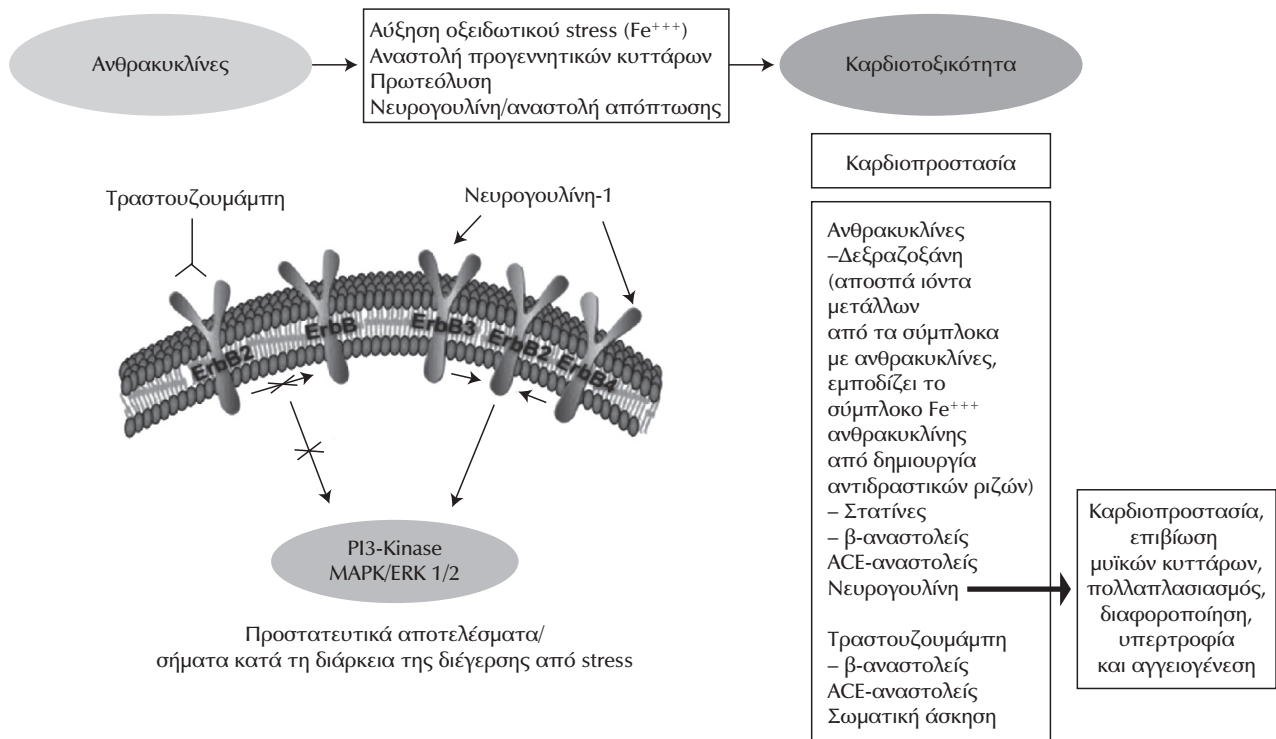 Ανθρακυκλίνες
Αύξηση οξειδωτικού stress (Fe+++)
Αναστολή προγεννητικών κυττάρων
Πρωτεόλυση
Νευρογουλίνη/αναστολή απόπτωσης
Καρδιοτοξικότητα
Τραστουζουμάμπη
Νευρογουλίνη-1
ErbB2
ErbB
ErbB3
ErbB2
ErbB4
PI3-Kinase
MAPK/ERK 1/2
Προστατευτικά αποτελέσματα/
σήματα κατά τη διάρκεια της διέγερσης από stress
Καρδιοπροστασία
Ανθρακυκλίνες
–Δεξραζοξάνη
(αποσπά ιόντα
μετάλλων
από τα σύμπλοκα
με ανθρακυκλίνες,
εμποδίζει το
σύμπλοκο Fe+++
ανθρακυκλίνης
από δημιουργία
αντιδραστικών ριζών)
– Στατίνες
– β-αναστολείς
ACE-αναστολείς
Νευρογουλίνη
Τραστουζουμάμπη
– β-αναστολείς
ACE-αναστολείς
Σωματική άσκηση
Καρδιοπροστασία,
επιβίωση
μυϊκών κυττάρων,
πολλαπλασιασμός,
διαφοροποίηση,
υπερτροφία
και αγγειογένεση